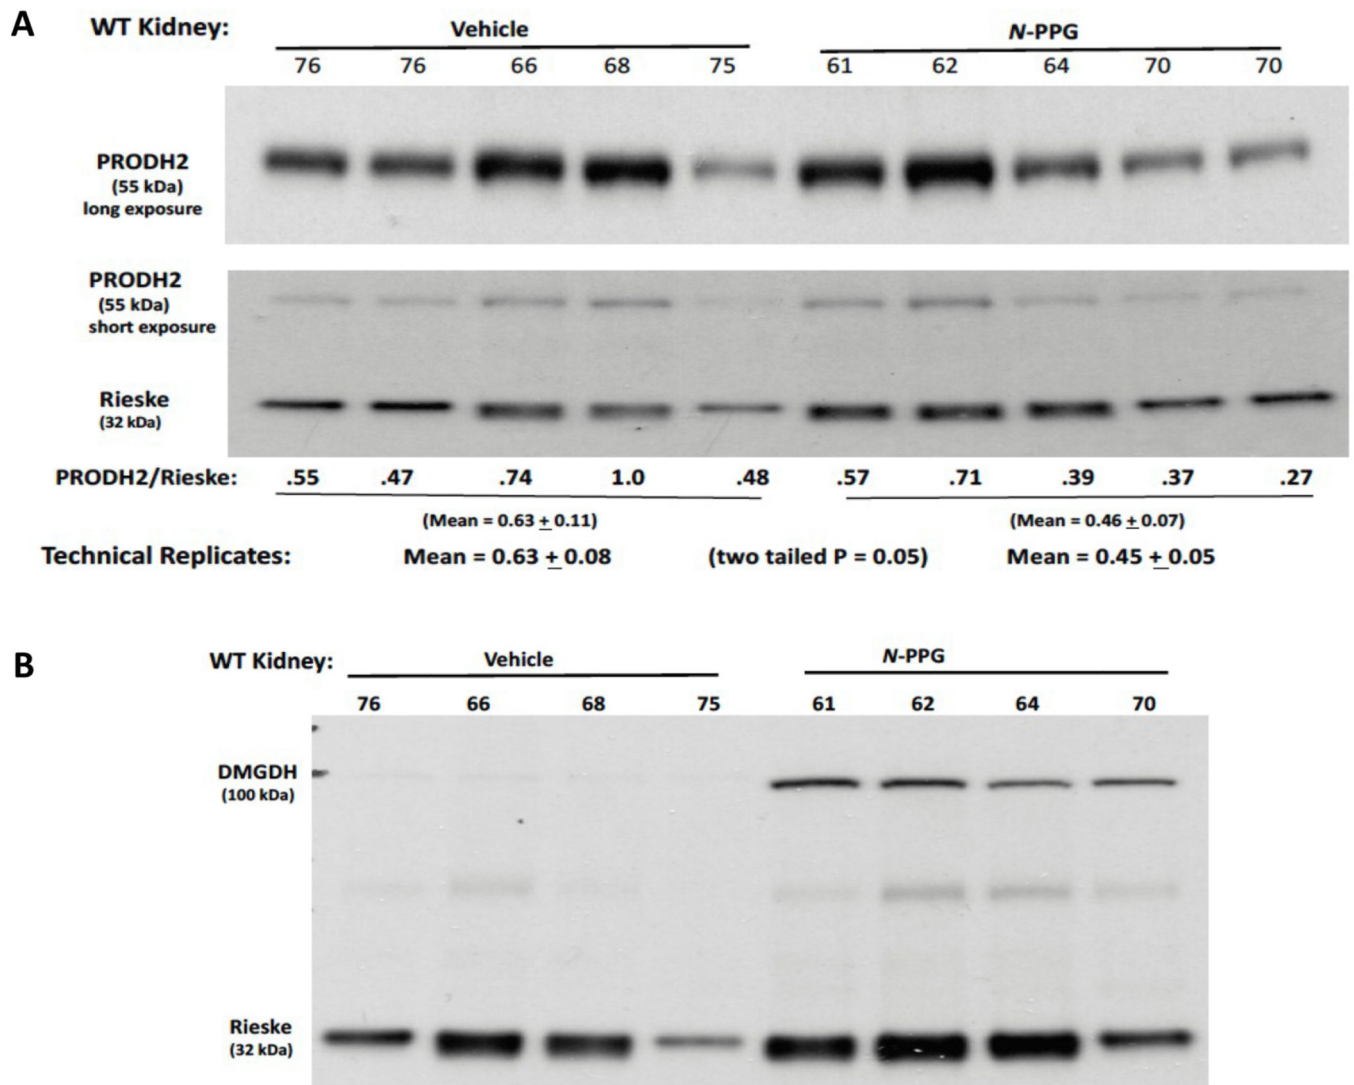 A
WT Kidney: Vehicle N-PPG
76 76 66 68 75 61 62 64 70 70
PRODH2
(55 kDa)
long exposure
PRODH2
(55 kDa)
short exposure
Rieske
(32 kDa)
PRODH2/Rieske: .55 .47 .74 1.0 .48 .57 .71 .39 .37 .27
(Mean = 0.63 ± 0.11) (Mean = 0.46 ± 0.07)
Technical Replicates: Mean = 0.63 ± 0.08 (two tailed P = 0.05) Mean = 0.45 ± 0.05
B
WT Kidney: Vehicle N-PPG
76 66 68 75 61 62 64 70
DMGDH
(100 kDa)
Rieske
(32 kDa)